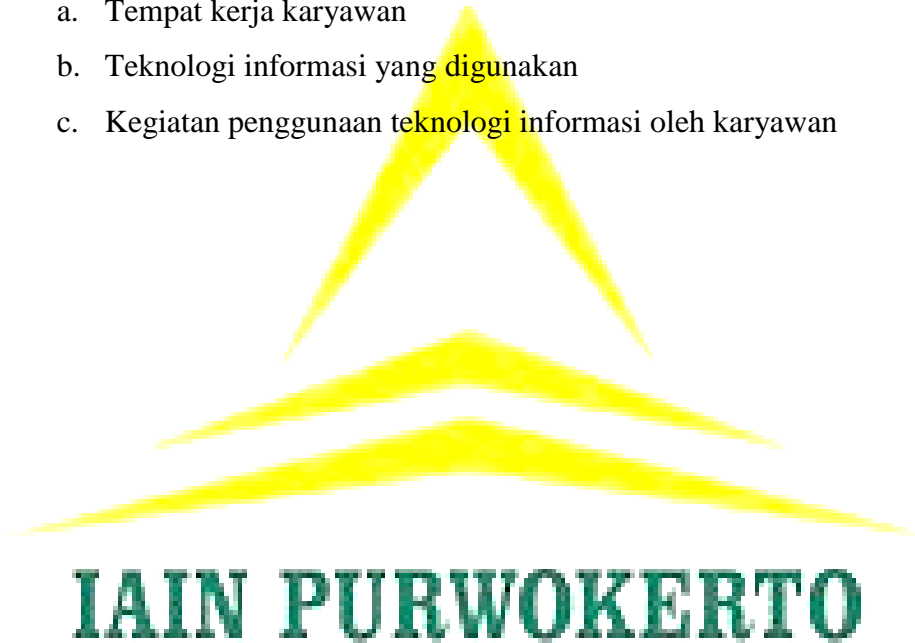 a. Tempat kerja karyawan
b. Teknologi informasi yang digunakan
c. Kegiatan penggunaan teknologi informasi oleh karyawan
IAIN PURWOKERTO